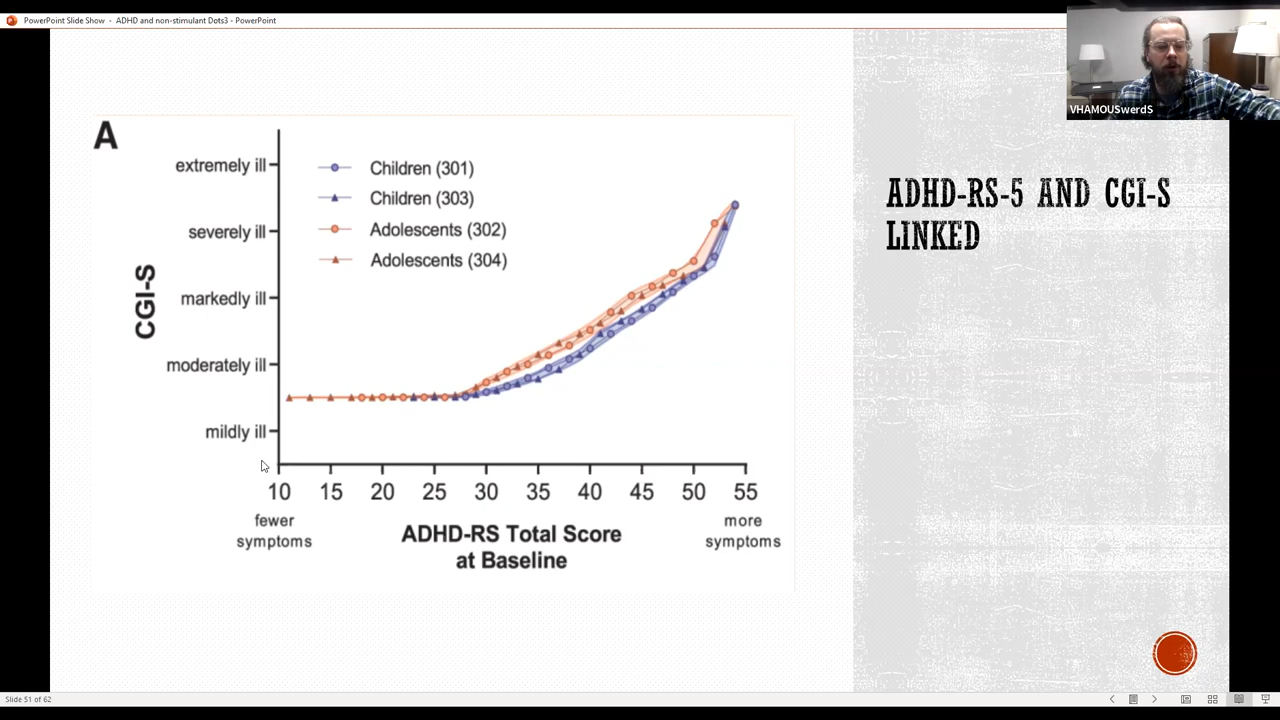 PowerPoint Slide Show - ADHD and non-stimulant Dots3 - PowerPoint
VHAMOUSwerdS
A
extremely ill
severely ill
markedly ill
moderately ill
mildly ill
CGI-S
Children (301)
Children (303)
Adolescents (302)
Adolescents (304)
10 15 20 25 30 35 40 45 50 55
fewer
symptoms
ADHD-RS Total Score
at Baseline
more
symptoms
ADHD-RS-5 AND CGI-S
LINKED
Slide 51 of 62